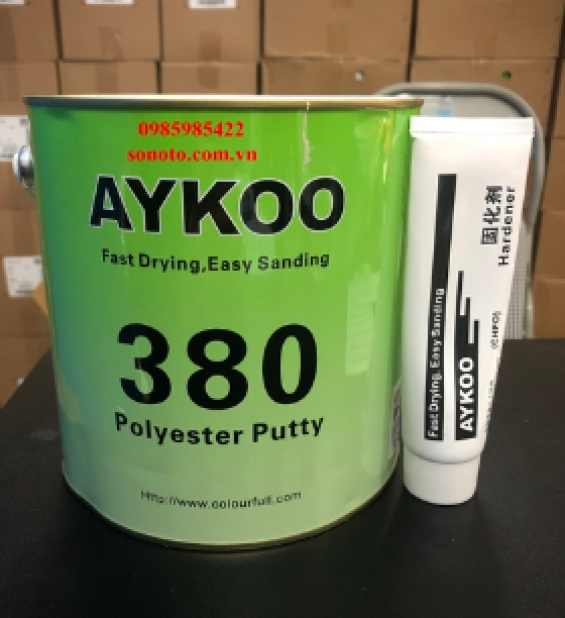 0985985422
sonoto.com.vn
AYKOO
Fast Drying,Easy Sanding
380
Polyester Putty
Http://www.colourfull.com
Fast Drying, Easy Sanding
AYKOO
(CHPO)
固化剂
Hardener